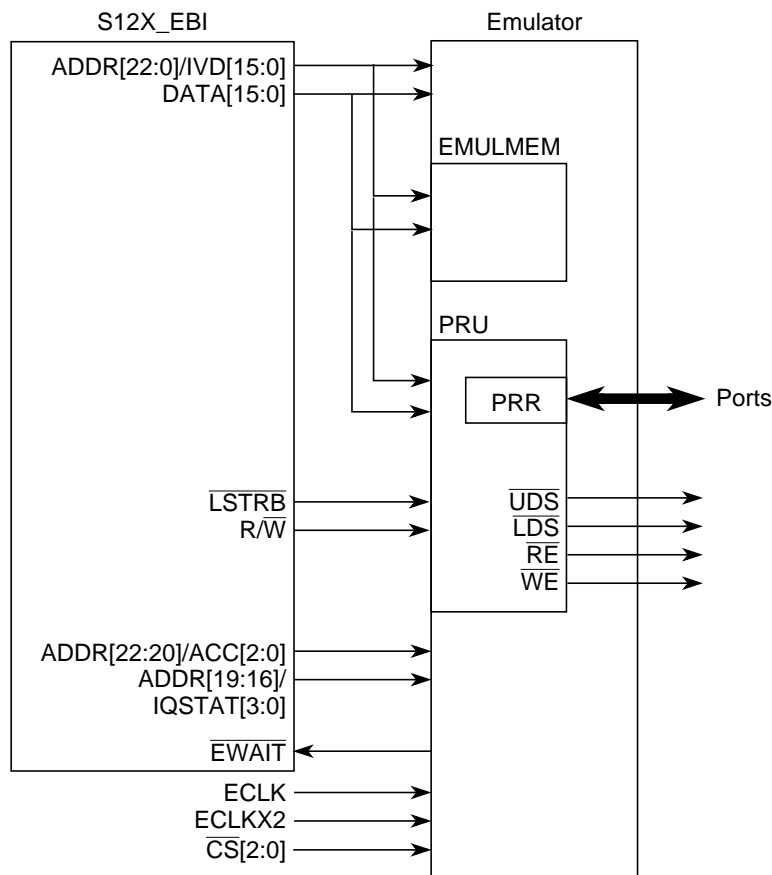 S12X_EBI
Emulator
ADDR[22:0]/IVD[15:0]
DATA[15:0]
EMULMEM
PRU
PRR
Ports
LSTRB
R/W
UDS
LDS
RE
WE
ADDR[22:20]/ACC[2:0]
ADDR[19:16]/
IQSTAT[3:0]
EWAIT
ECLK
ECLKX2
CS[2:0]